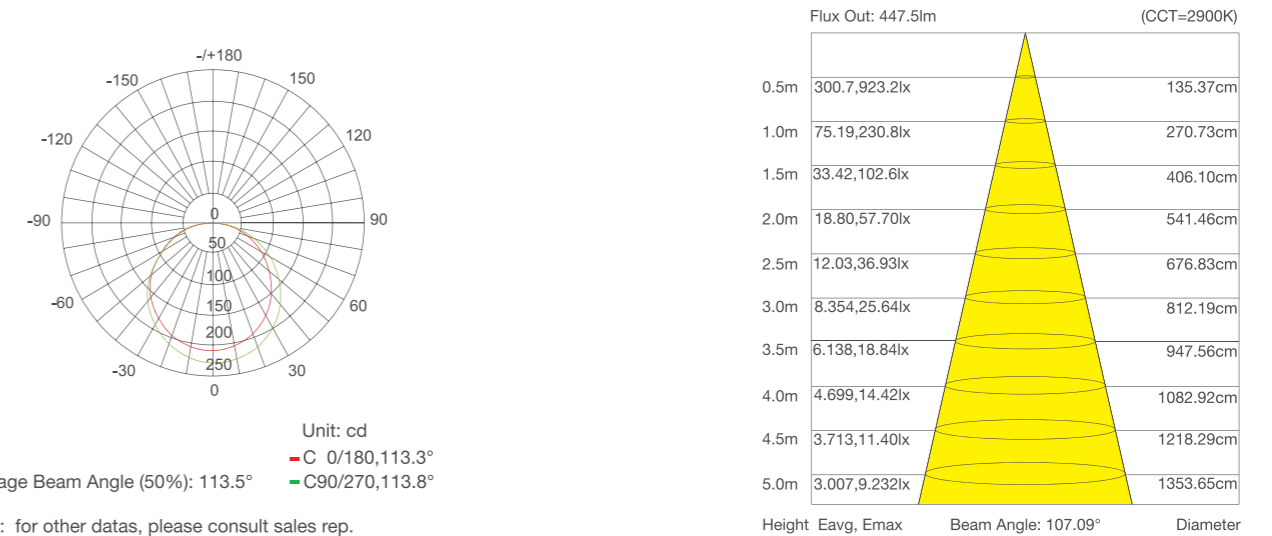 -/+180
-150
150
-120
120
-90
90
-60
60
-30
30
0
0
50
100
150
200
250
Unit: cd
C 0/180,113.3°
age Beam Angle (50%): 113.5°
C90/270,113.8°
: for other datas, please consult sales rep.
Flux Out: 447.5lm (CCT=2900K)
0.5m 300.7,923.2lx 135.37cm
1.0m 75.19,230.8lx 270.73cm
1.5m 33.42,102.6lx 406.10cm
2.0m 18.80,57.70lx 541.46cm
2.5m 12.03,36.93lx 676.83cm
3.0m 8.354,25.64lx 812.19cm
3.5m 6.138,18.84lx 947.56cm
4.0m 4.699,14.42lx 1082.92cm
4.5m 3.713,11.40lx 1218.29cm
5.0m 3.007,9.232lx 1353.65cm
Height Eavg, Emax Beam Angle: 107.09° Diameter